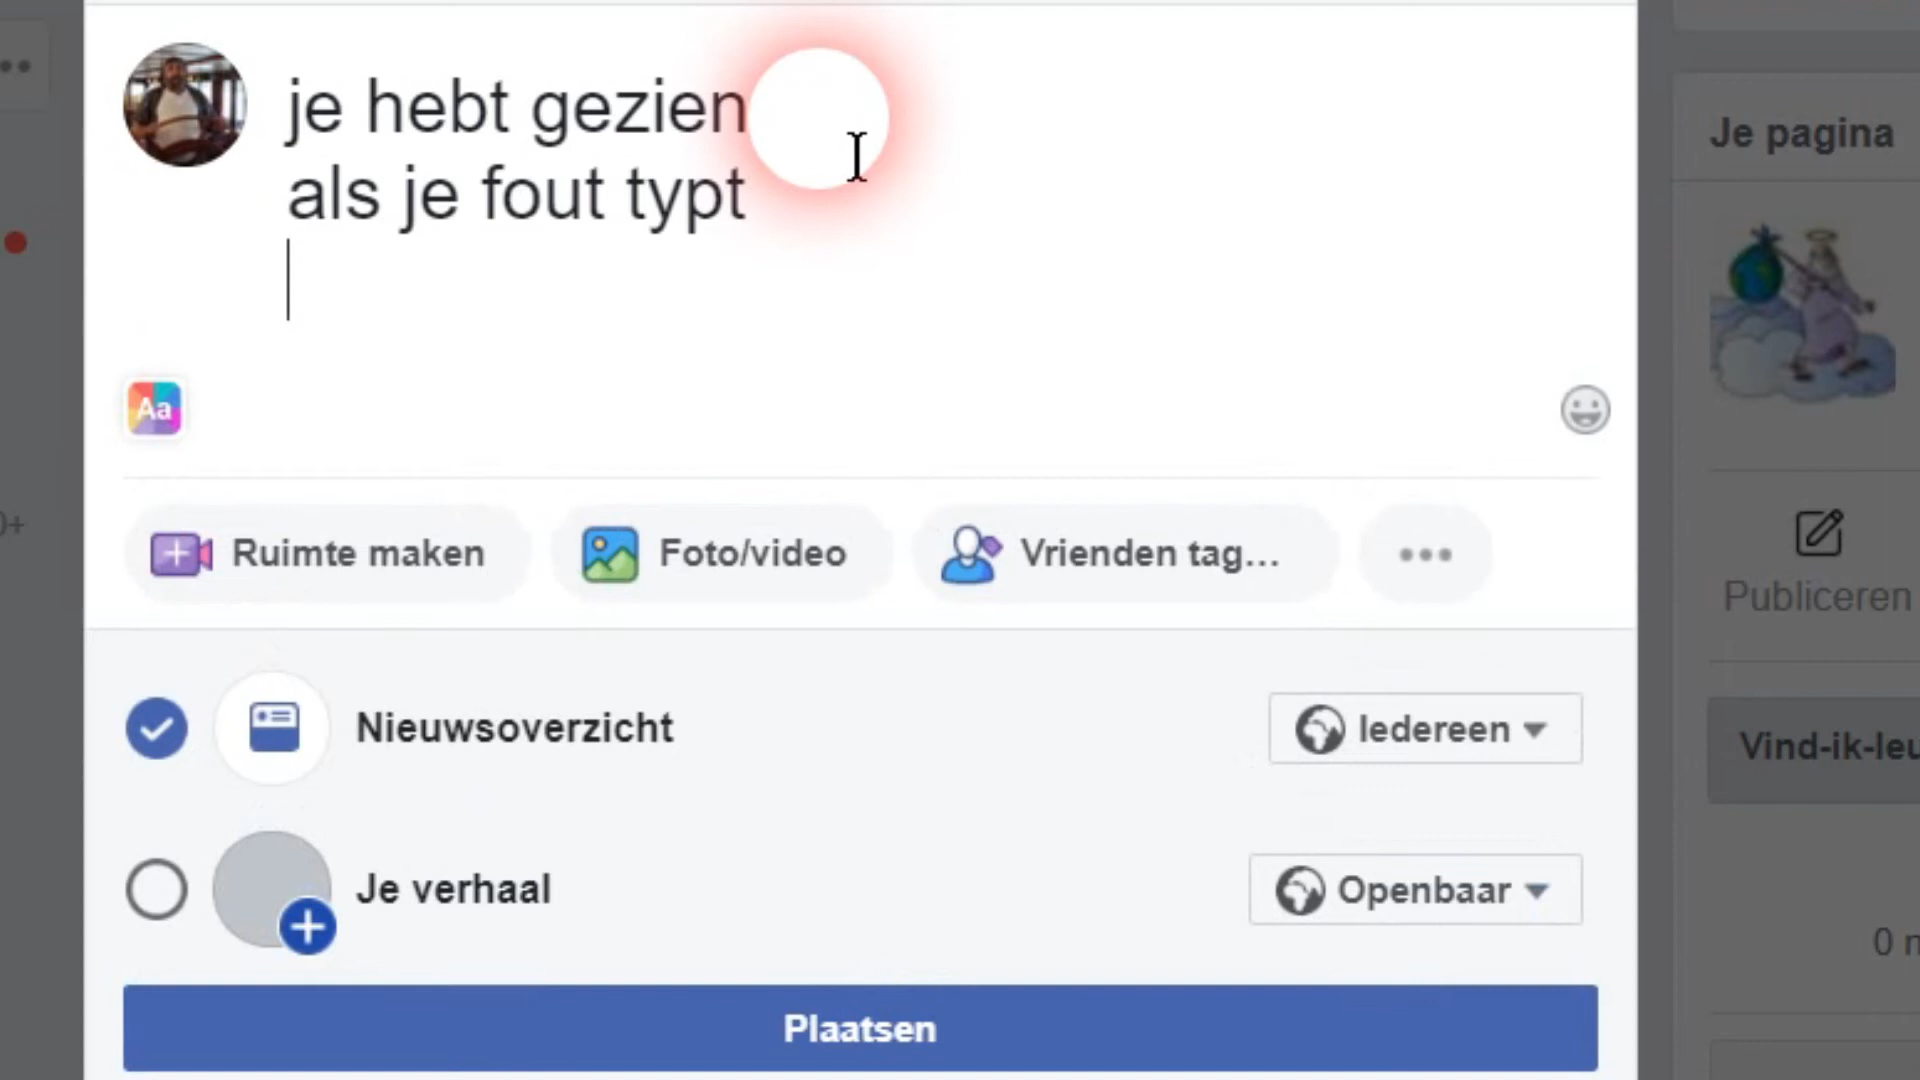 je hebt gezien
als je fout typt
Je pagina
Aa
Ruimte maken
Foto/video
Vrienden tag...
Publiceren
Nieuwsoverzicht
Iedereen
Vind-ik-leu
Je verhaal
Openbaar
0
Plaatsen